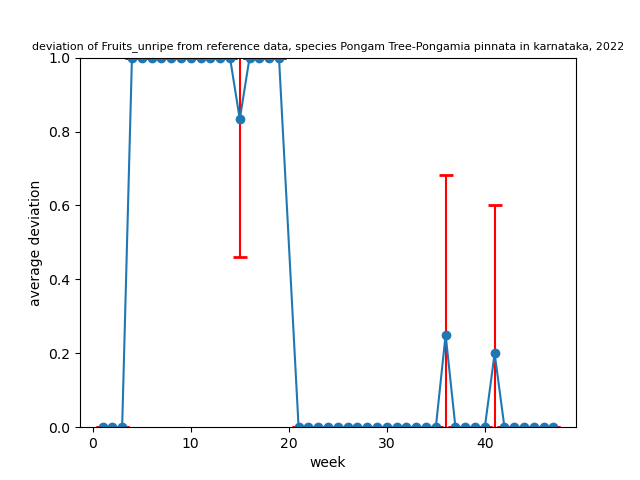 deviation of Fruits_unripe from reference data, species Pongam Tree-Pongamia pinnata in karnataka, 2022
1.0
0.8
0.6
0.4
0.2
0.0
average deviation
0 10 20 30 40
week